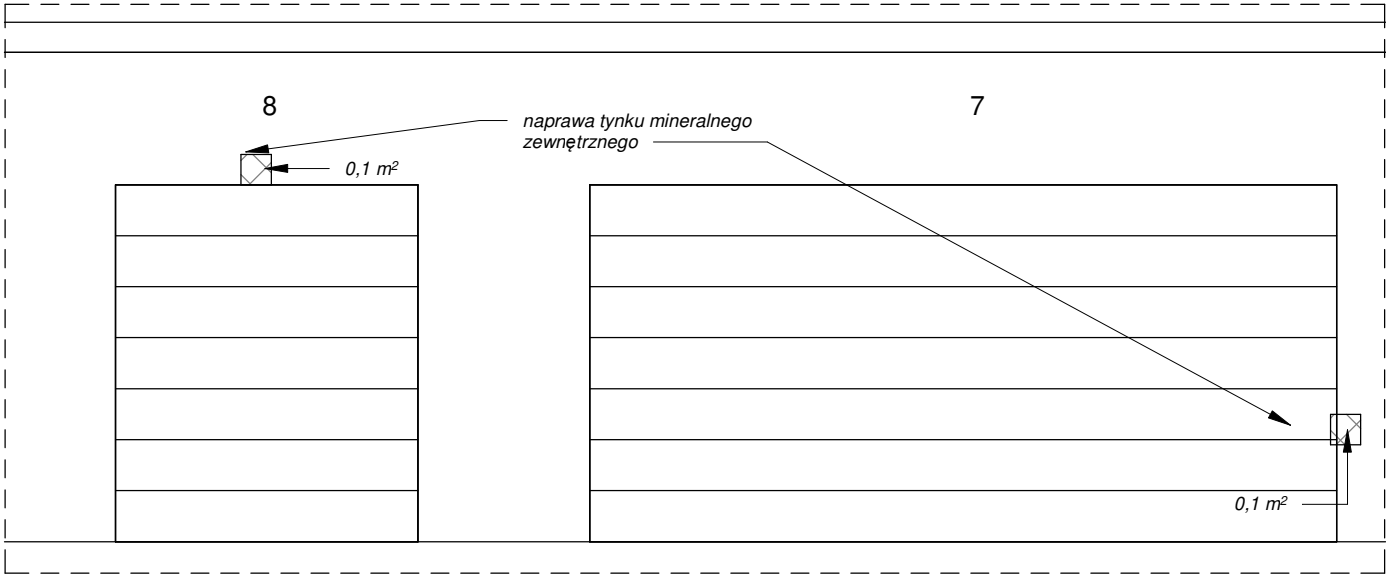 8
7
naprawa tynku mineralnego
zewnętrznego
0,1 m²
0,1 m²